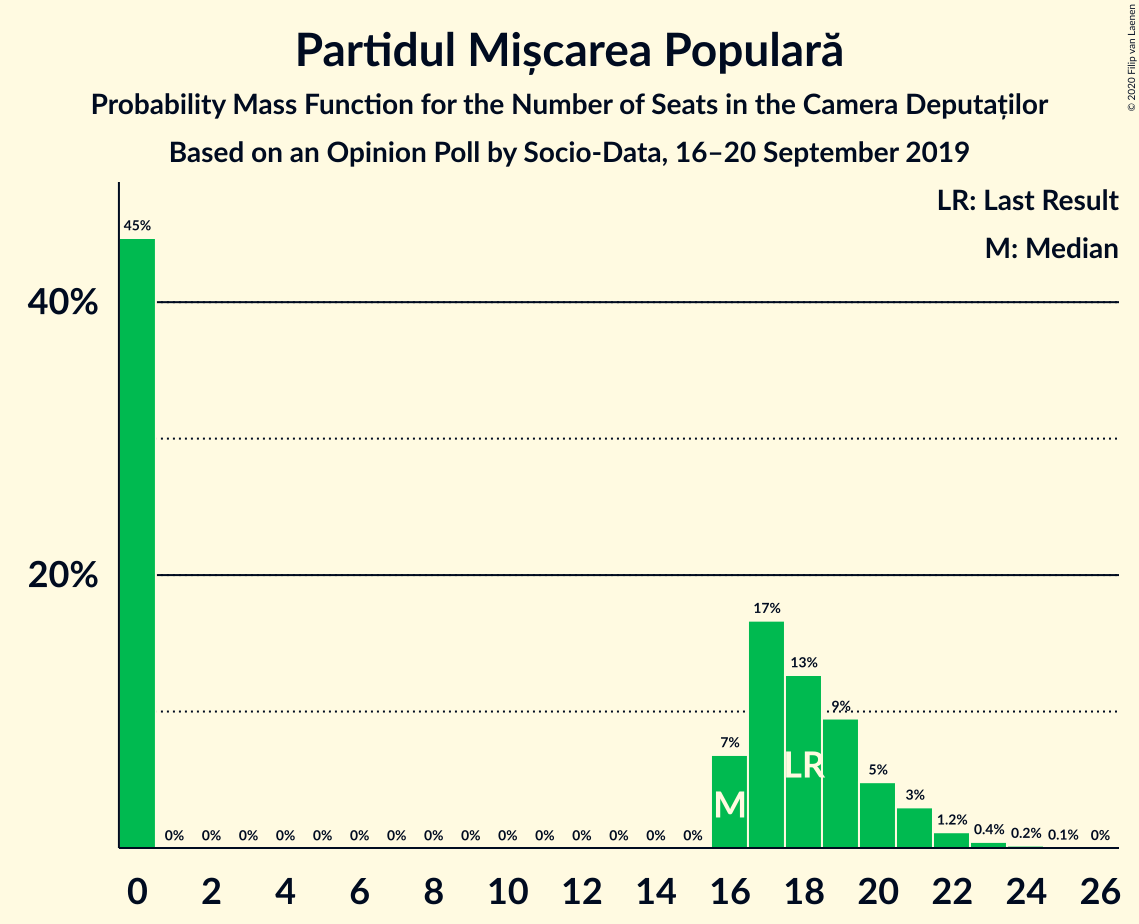 Partidul Mișcarea Populară
Probability Mass Function for the Number of Seats in the Camera Deputaților
Based on an Opinion Poll by Socio-Data, 16–20 September 2019
© 2020 Filip van Laenen
LR: Last Result
M: Median
40%
20%
45%
0% 0% 0% 0% 0% 0% 0% 0% 0% 0% 0% 0% 0% 0% 0% 7% 17% 13% 9% 5% 3% 1.2% 0.4% 0.2% 0.1% 0%
M LR
0 2 4 6 8 10 12 14 16 18 20 22 24 26